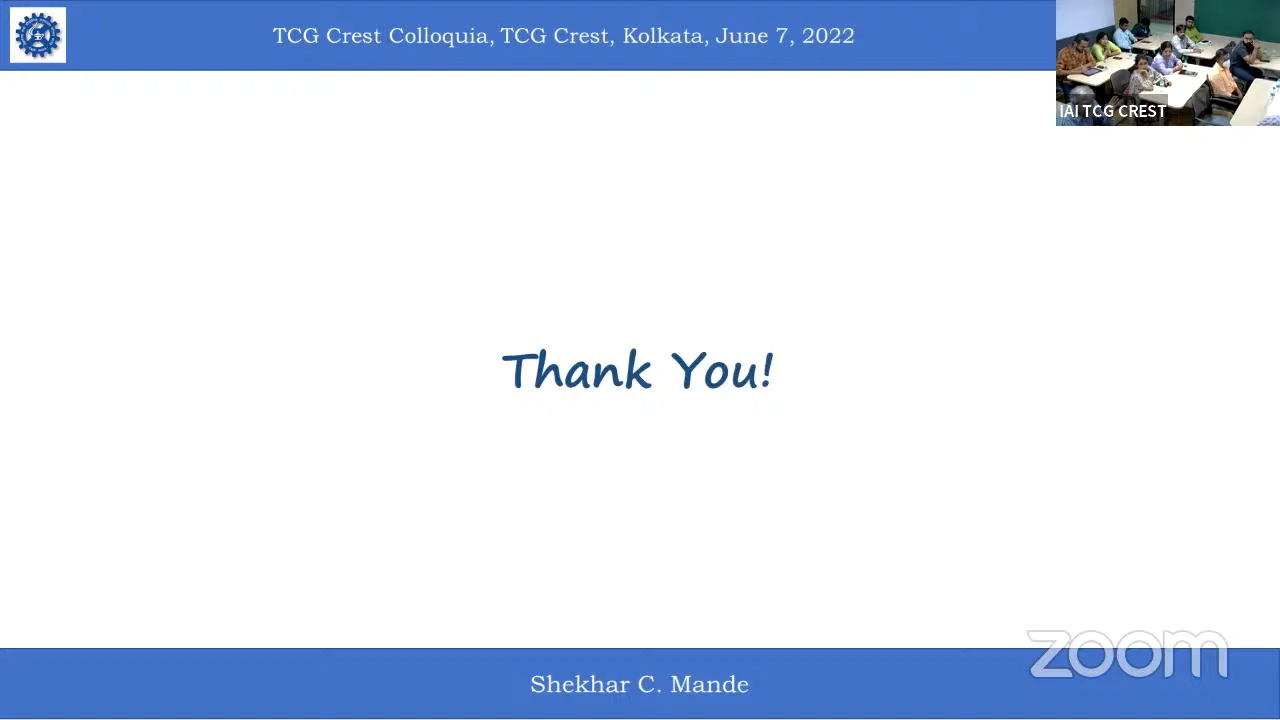 TCG Crest Colloquia, TCG Crest, Kolkata, June 7, 2022
IAI TCG CREST
Thank You!
zoom
Shekhar C. Mande